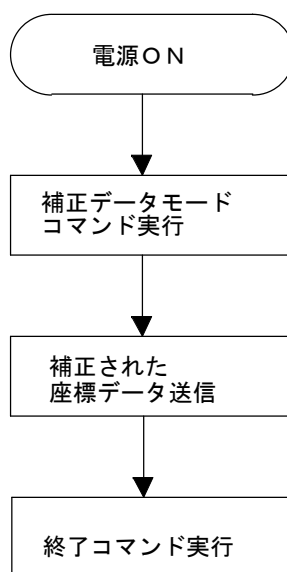 電源ＯＮ
補正データモード
コマンド実行
補正された
座標データ送信
終了コマンド実行